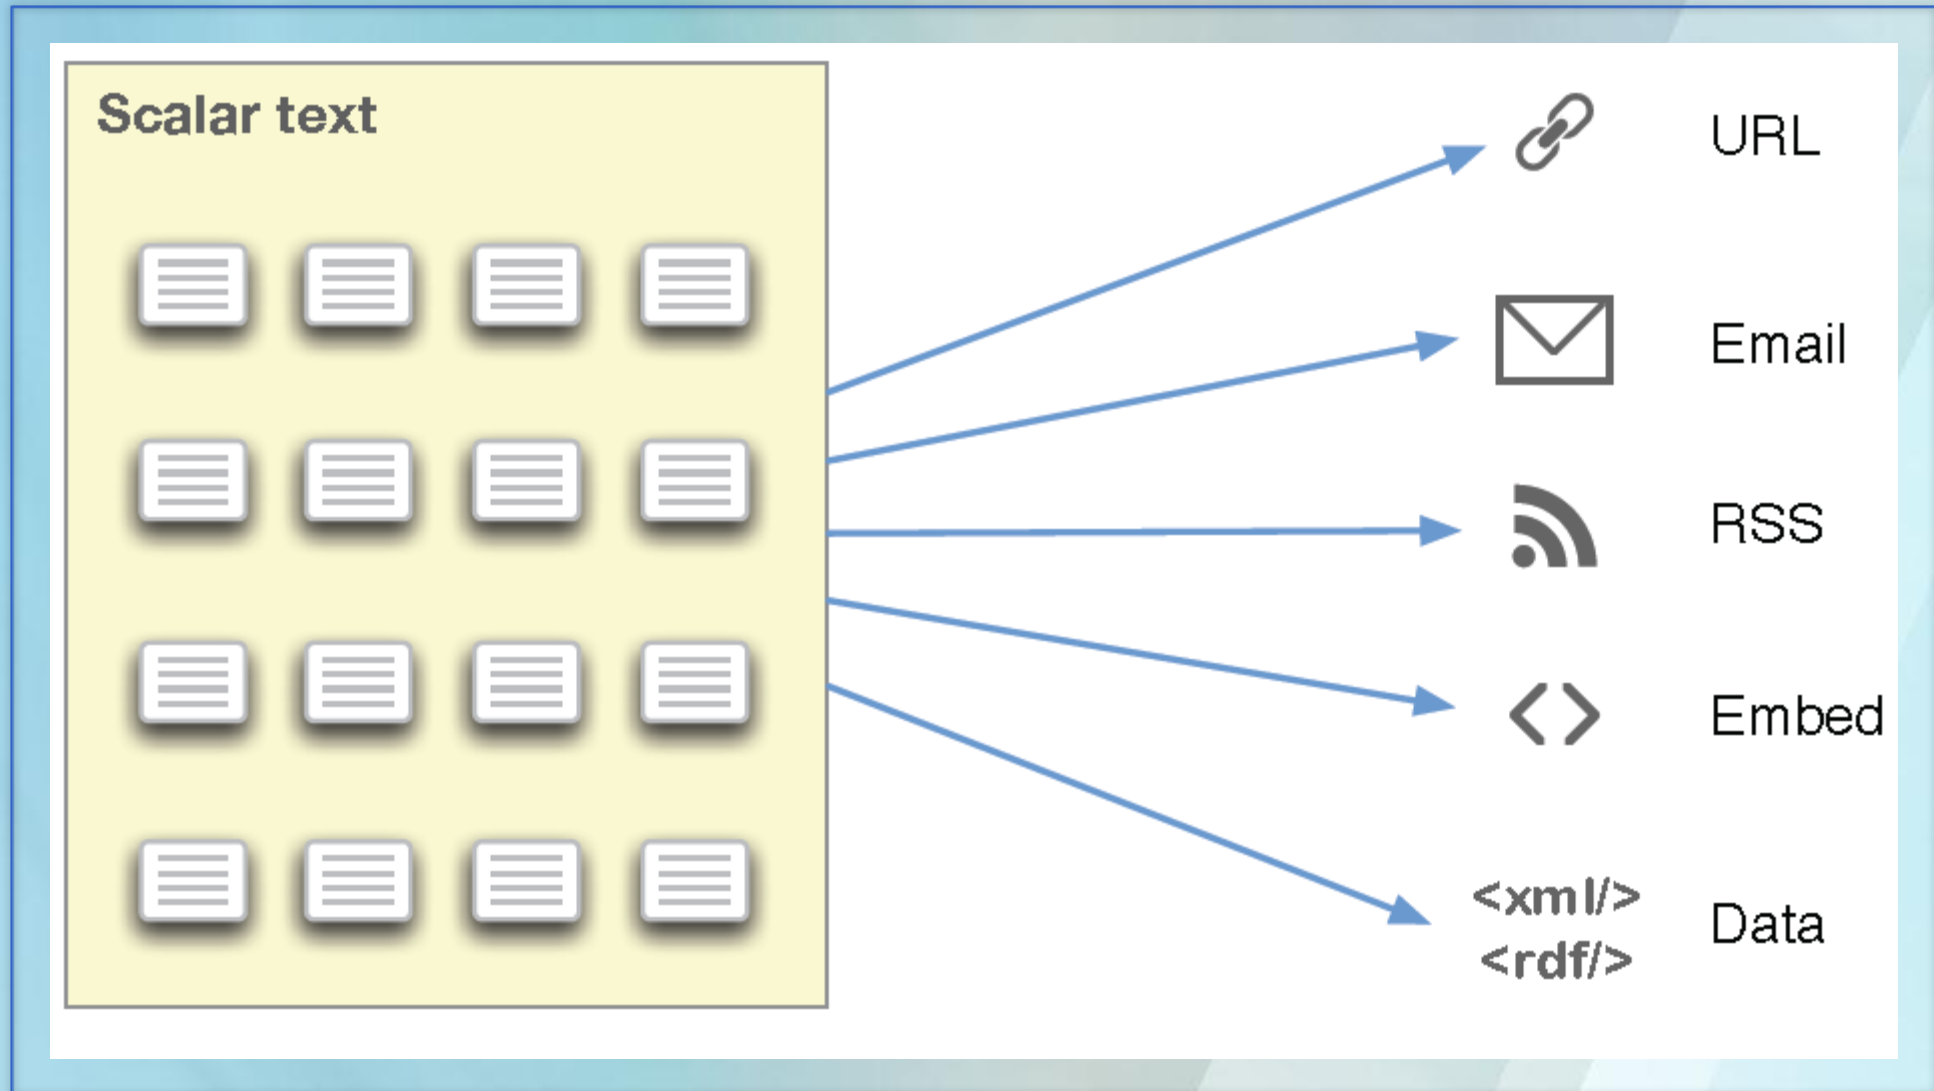 Scalar text
URL
Email
RSS
Embed
<xml/>
<rdf/>
Data